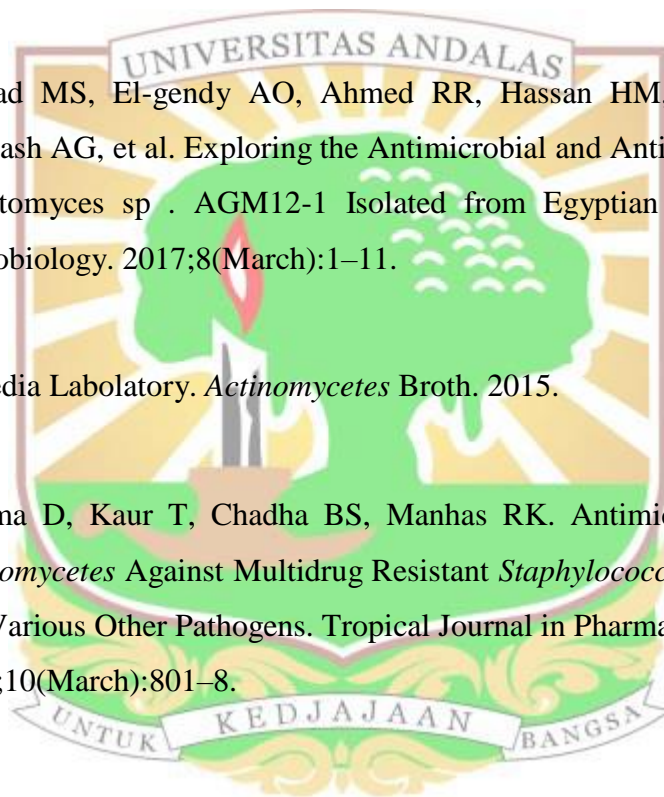 UNIVERSITAS ANDALAS
ad MS, El-gendy AO, Ahmed RR, Hassan HM.
ash AG, et al. Exploring the Antimicrobial and Anti
tomyces sp . AGM12-1 Isolated from Egyptian
obiology. 2017;8(March):1–11.
edia Labolatory. Actinomycetes Broth. 2015.
ma D, Kaur T, Chadha BS, Manhas RK. Antimic
omycetes Against Multidrug Resistant Staphylococc
Various Other Pathogens. Tropical Journal in Pharma
;10(March):801–8.
UNTUK KEDJAJAAN BANGSA